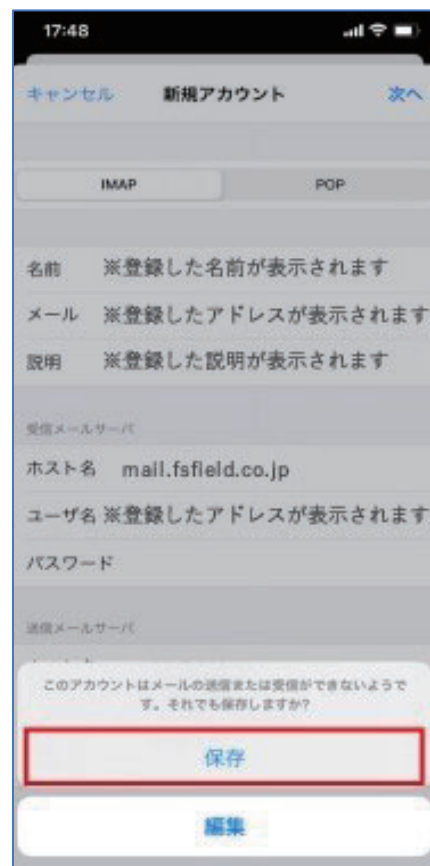 17:48
キャンセル 新規アカウント 次へ
IMAP POP
名前 ※登録した名前が表示されます
メール ※登録したアドレスが表示されます
説明 ※登録した説明が表示されます
受信メールサーバ
ホスト名 mail.fsfield.co.jp
ユーザ名 ※登録したアドレスが表示されます
パスワード
送信メールサーバ
このアカウントはメールの送信または受信ができないようで
す。それでも保存しますか?
保存
編集